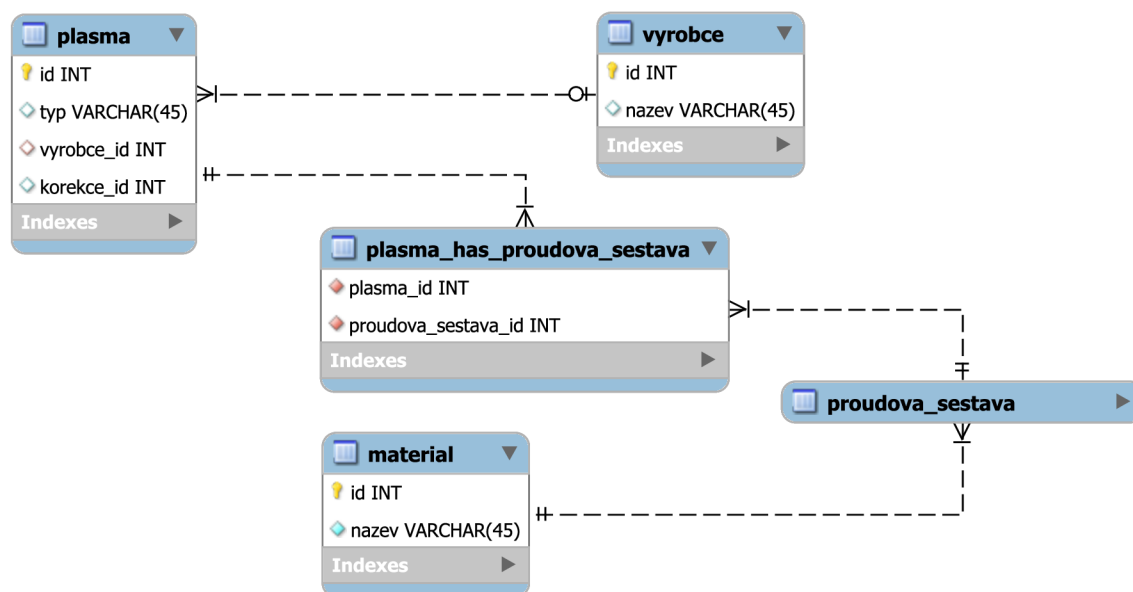 plasma
id INT
typ VARCHAR(45)
vyrobce_id INT
korekce_id INT
Indexes
vyrobce
id INT
nazev VARCHAR(45)
Indexes
plasma_has_proudova_sestava
plasma_id INT
proudova_sestava_id INT
Indexes
proudova_sestava
material
id INT
nazev VARCHAR(45)
Indexes